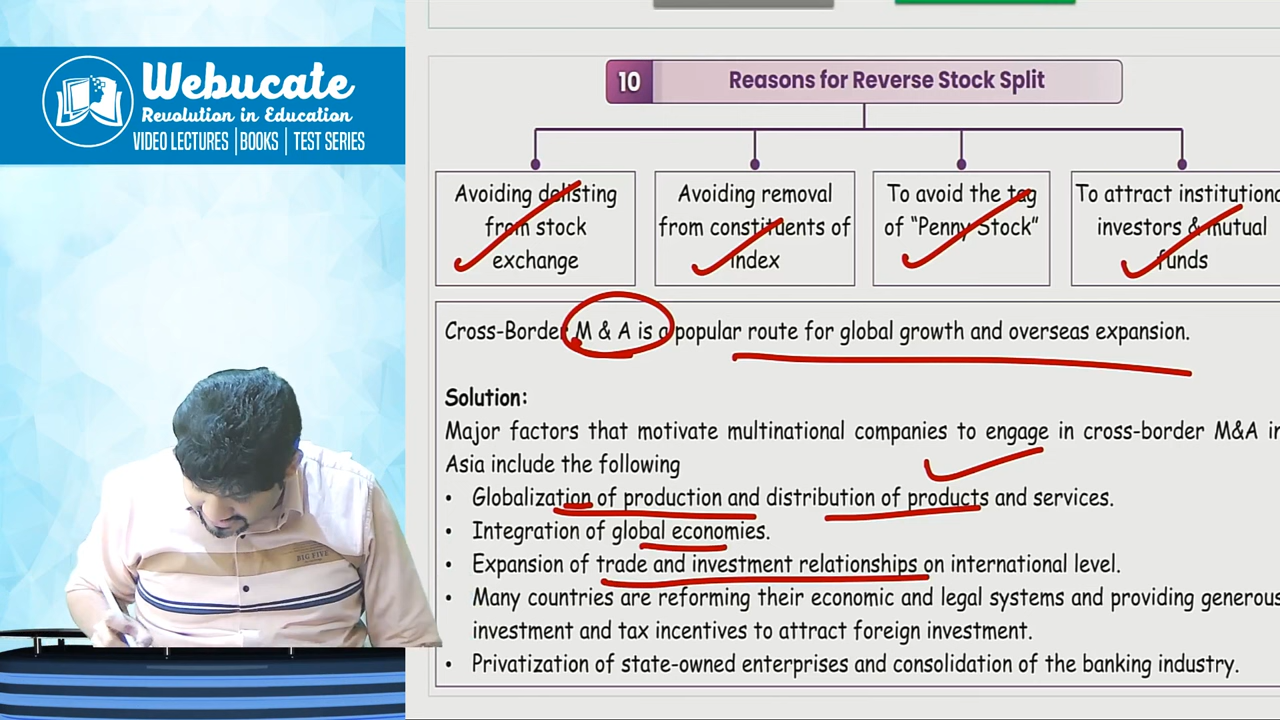 Webucate
Revolution in Education
VIDEO LECTURES | BOOKS | TEST SERIES
10 Reasons for Reverse Stock Split
Avoiding delisting
from stock
exchange
Avoiding removal
from constituents of
index
To avoid the tag
of “Penny Stock”
To attract institutiona
investors & mutual
funds
Cross-Border M & A is a popular route for global growth and overseas expansion.
Solution:
Major factors that motivate multinational companies to engage in cross-border M&A in
Asia include the following
• Globalization of production and distribution of products and services.
• Integration of global economies.
• Expansion of trade and investment relationships on international level.
• Many countries are reforming their economic and legal systems and providing generous
investment and tax incentives to attract foreign investment.
• Privatization of state-owned enterprises and consolidation of the banking industry.
BIG FIVE